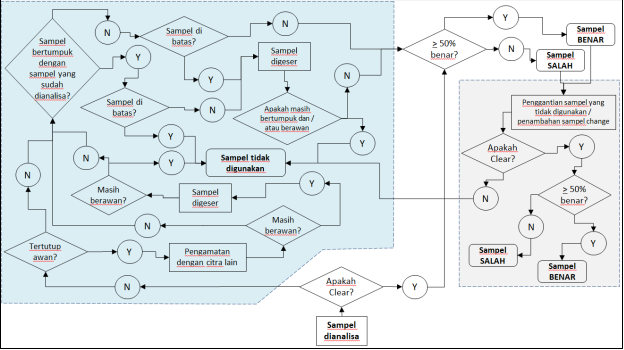 Sampel
bertumpuk
dengan
sampel yang
sudah
dianalisa?
N
Y
Sampel di
batas?
N
Y
Sampel
digeser
Sampel di
batas?
N
Y
Apakah masih
bertumpuk dan /
atau berawan
N
Y
Sampel tidak
digunakan
N
Y
Masih
berawan?
Sampel
digeser
Y
N
Masih
berawan?
N
Tertutup
awan?
Y
Pengamatan
dengan citra lain
N
Apakah
Clear?
Y
Sampel
dianalisa
≥ 50%
benar?
Y
N
Sampel
BENAR
Sampel
SALAH
Penggantian sampel yang
tidak digunakan /
penambahan sampel change
Apakah
Clear?
Y
N
≥ 50%
benar?
N
Y
Sampel
SALAH
Sampel
BENAR